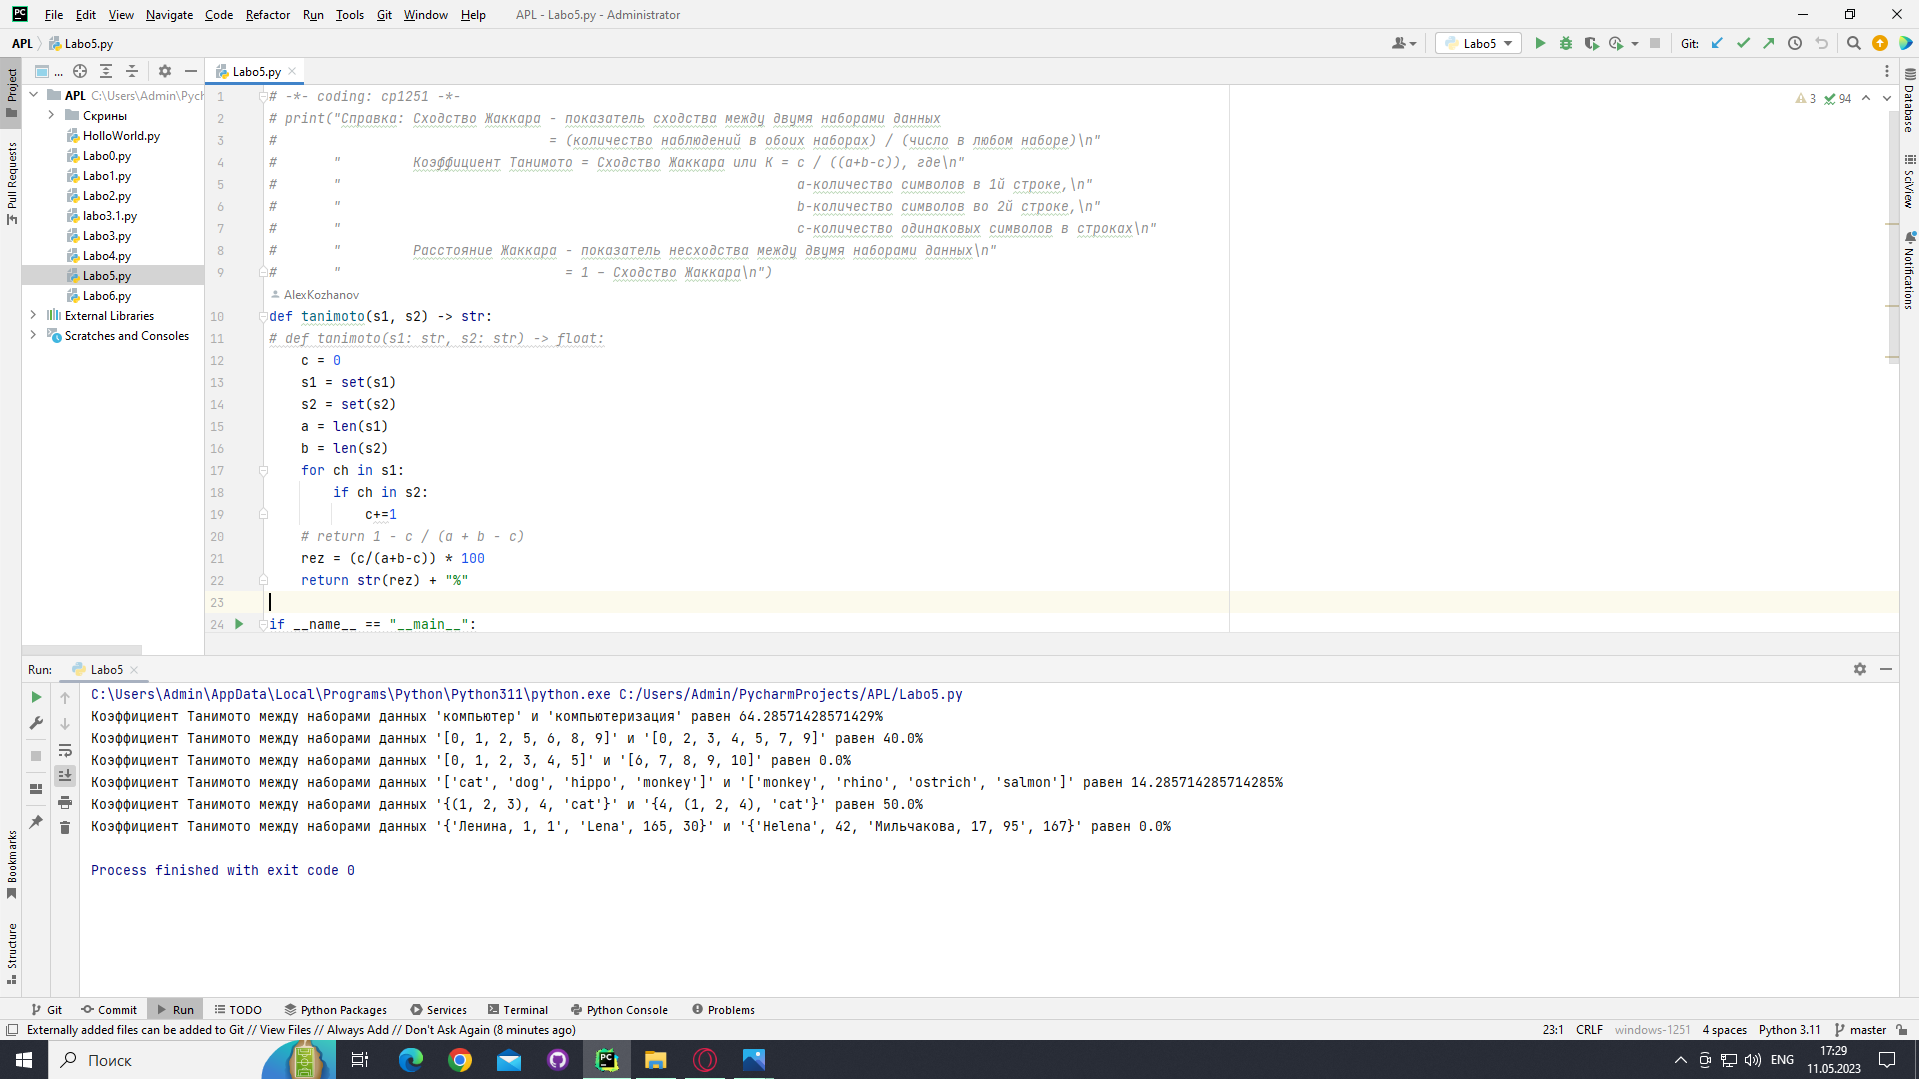 PC File Edit View Navigate Code Refactor Run Tools Git Window Help APL - Labo5.py - Administrator
APL Labo5.py Labo5 Git:
Project ... Labo5.py
APL C:\Users\Admin\Pych
Скрины
HolloWorld.py
Labo0.py
Labo1.py
Labo2.py
labo3.1.py
Labo3.py
Labo4.py
Labo5.py
Labo6.py
External Libraries
Scratches and Consoles
Pull Requests
3 94
1 # -*- coding: cp1251 -*-
2 # print("Справка: Сходство Жаккара - показатель сходства между двумя наборами данных
3 # = (количество наблюдений в обоих наборах) / (число в любом наборе)\n"
4 # " Коэффициент Танимото = Сходство Жаккара или К = с / ((a+b-c)), где\n"
5 # " a-количество символов в 1й строке,\n"
6 # " b-количество символов во 2й строке,\n"
7 # " c-количество одинаковых символов в строках\n"
8 # " Расстояние Жаккара - показатель несходства между двумя наборами данных\n"
9 # " = 1 – Сходство Жаккара\n")
AlexKozhanov
10 def tanimoto(s1, s2) -> str:
11 # def tanimoto(s1: str, s2: str) -> float:
12 c = 0
13 s1 = set(s1)
14 s2 = set(s2)
15 a = len(s1)
16 b = len(s2)
17 for ch in s1:
18 if ch in s2:
19 c+=1
20 # return 1 - c / (a + b - c)
21 rez = (c/(a+b-c)) * 100
22 return str(rez) + "%"
23
24 if __name__ == "__main__":
Database
SciView
Notifications
Run: Labo5
C:\Users\Admin\AppData\Local\Programs\Python\Python311\python.exe C:/Users/Admin/PycharmProjects/APL/Labo5.py
Коэффициент Танимото между наборами данных 'компьютер' и 'компьютеризация' равен 64.28571428571429%
Коэффициент Танимото между наборами данных '[0, 1, 2, 5, 6, 8, 9]' и '[0, 2, 3, 4, 5, 7, 9]' равен 40.0%
Коэффициент Танимото между наборами данных '[0, 1, 2, 3, 4, 5]' и '[6, 7, 8, 9, 10]' равен 0.0%
Коэффициент Танимото между наборами данных '['cat', 'dog', 'hippo', 'monkey']' и '['monkey', 'rhino', 'ostrich', 'salmon']' равен 14.285714285714285%
Коэффициент Танимото между наборами данных '{(1, 2, 3), 4, 'cat'}' и '{4, (1, 2, 4), 'cat'}' равен 50.0%
Коэффициент Танимото между наборами данных '{'Ленина, 1, 1', 'Lena', 165, 30}' и '{'Helena', 42, 'Мильчакова, 17, 95', 167}' равен 0.0%
Process finished with exit code 0
Bookmarks
Structure
Git Commit Run TODO Python Packages Services Terminal Python Console Problems
Externally added files can be added to Git // View Files // Always Add // Don't Ask Again (8 minutes ago) 23:1 CRLF windows-1251 4 spaces Python 3.11 master
Поиск PC ENG 17:29
11.05.2023